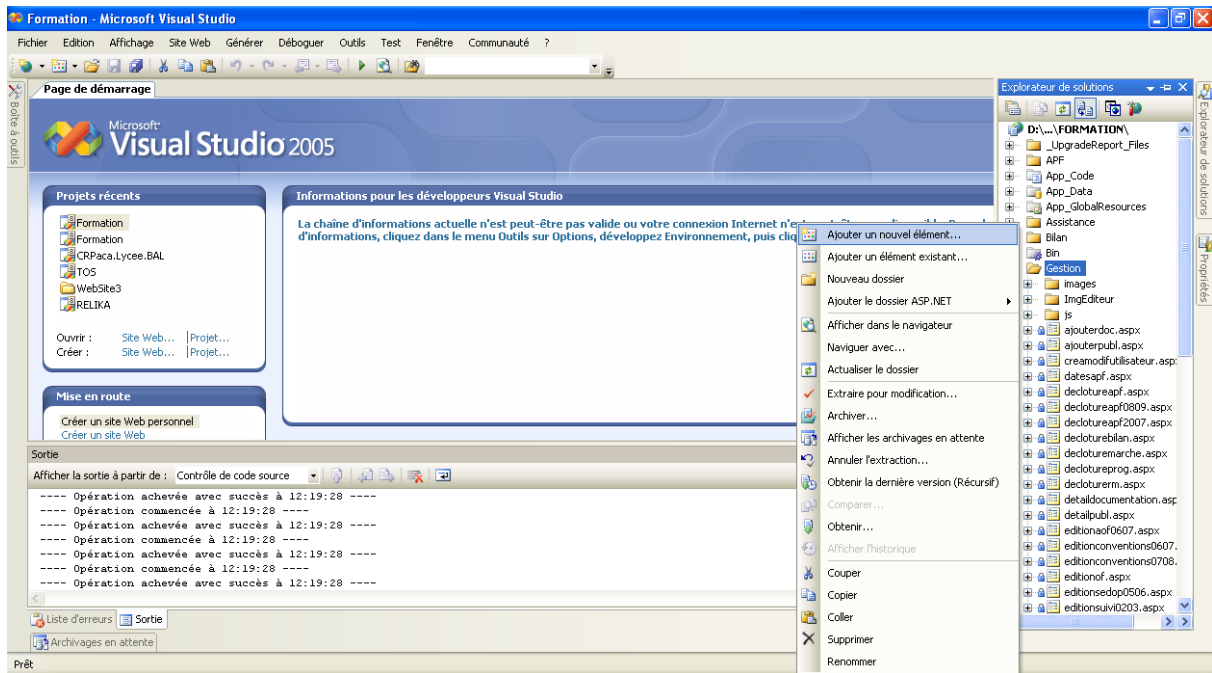 Formation - Microsoft Visual Studio
Fichier Edition Affichage Site Web Générer Déboguer Outils Test Fenêtre Communauté ?
Boîte à outils
Page de démarrage
Microsoft
Visual Studio 2005
Projets récents
Formation
Formation
CRPaca.Lycee.BAL
TOS
WebSite3
RELIKA
Ouvrir : Site Web... Projet...
Créer : Site Web... Projet...
Mise en route
Créer un site Web personnel
Créer un site Web
Informations pour les développeurs Visual Studio
La chaîne d'informations actuelle n'est peut-être pas valide ou votre connexion Internet
d'informations, cliquez dans le menu Outils sur Options, développez Environnement, puis
Sortie
Afficher la sortie à partir de : Contrôle de code source
---- Opération achevée avec succès à 12:19:28 ----
---- Opération commencée à 12:19:28 ----
---- Opération achevée avec succès à 12:19:28 ----
---- Opération commencée à 12:19:28 ----
---- Opération achevée avec succès à 12:19:28 ----
---- Opération commencée à 12:19:28 ----
---- Opération achevée avec succès à 12:19:28 ----
Liste d'erreurs Sortie
Archivages en attente
Prêt
Ajouter un nouvel élément...
Ajouter un élément existant...
Nouveau dossier
Ajouter le dossier ASP.NET
Afficher dans le navigateur
Naviguer avec...
Actualiser le dossier
Extraire pour modification...
Archiver...
Afficher les archivages en attente
Annuler l'extraction...
Obtenir la dernière version (Récursif)
Comparer...
Obtenir...
Afficher l'historique
Couper
Copier
Coller
Supprimer
Renommer
Explorateur de solutions
D:\...\FORMATION\
_UpgradeReport_Files
APF
App_Code
App_Data
App_GlobalResources
Assistance
Bilan
Bin
Gestion
images
ImgEditeur
js
ajouterdoc.aspx
ajouterpubl.aspx
creamodifutilisateur.asp
datesapf.aspx
declotureapf.aspx
declotureapf0809.aspx
declotureapf2007.aspx
decloturebilan.aspx
decloturemarche.aspx
declotureprog.aspx
decloturerm.aspx
detaildocumentation.asp
detailpubl.aspx
editionaof0607.aspx
editionconventions0607.
editionconventions0708.
editionof.aspx
editionsedop0506.aspx
editionsuivi0203.aspx
Explorateur de solutions
Propriétés